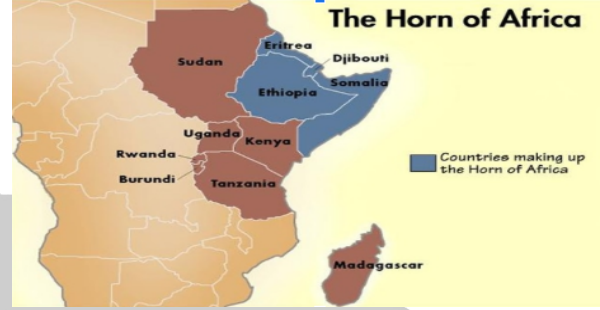 The Horn of Africa
Eritrea
Djibouti
Sudan
Somalia
Ethiopia
Uganda
Kenya
Rwanda
Burundi
Tanzania
Countries making up
the Horn of Africa
Madagascar